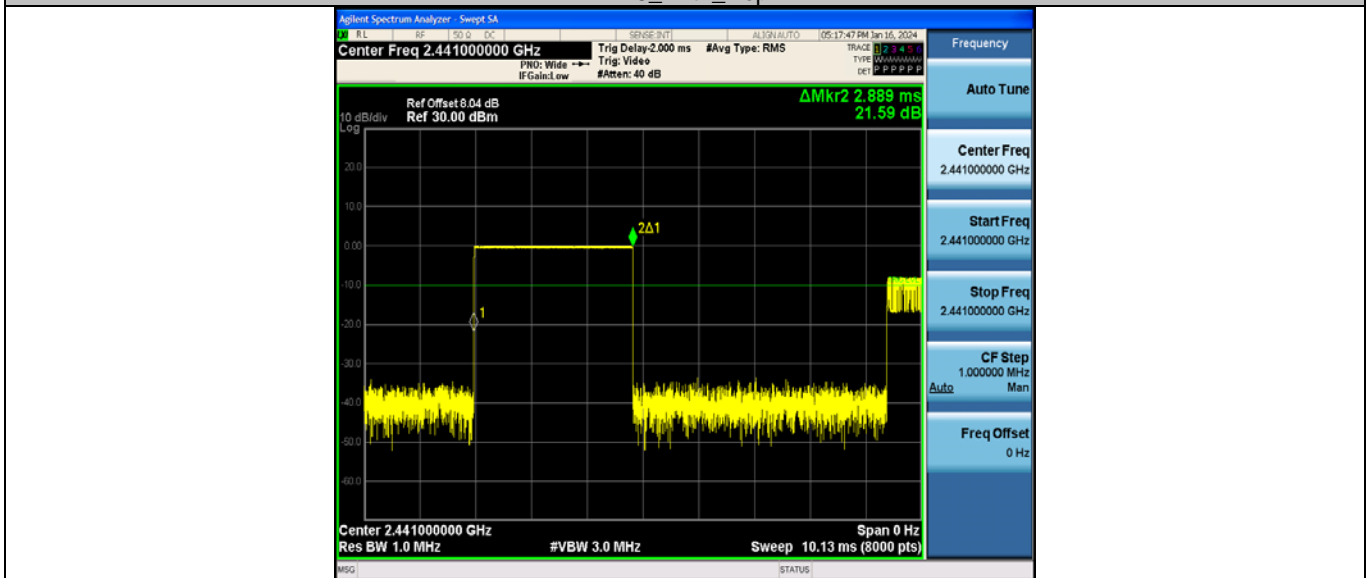 Agilent Spectrum Analyzer - Swept SA
RL RF 50 Ω DC SENSE:INT ALIGN AUTO 05:17:47 PM Jan 16, 2024
Center Freq 2.441000000 GHz
PNO: Wide
IFGain:Low
Trig Delay-2.000 ms
Trig: Video
#Atten: 40 dB
#Avg Type: RMS
TRACE 1 2 3 4 5 6
TYPE
DET P P P P P P
Frequency
ΔMkr2 2.889 ms
21.59 dB
Ref Offset 8.04 dB
10 dB/div Ref 30.00 dBm
Log
20.0
10.0
0.00
-10.0
-20.0
-30.0
-40.0
-50.0
-60.0
2Δ1
1
Center 2.441000000 GHz Span 0 Hz
Res BW 1.0 MHz #VBW 3.0 MHz Sweep 10.13 ms (8000 pts)
MSG STATUS
Auto Tune
Center Freq
2.441000000 GHz
Start Freq
2.441000000 GHz
Stop Freq
2.441000000 GHz
CF Step
1.000000 MHz
Auto Man
Freq Offset
0 Hz